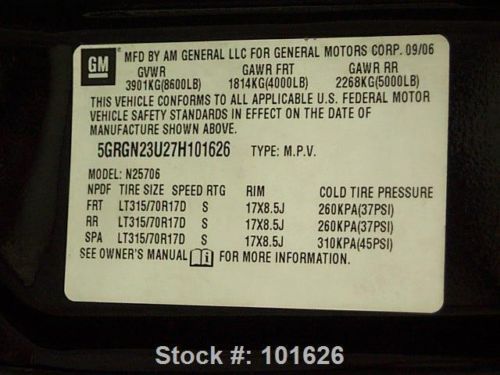 GM
MFD BY AM GENERAL LLC FOR GENERAL MOTORS CORP. 09/06
GVWR GAWR FRT GAWR RR
3901KG(8600LB) 1814KG(4000LB) 2268KG(5000LB)
THIS VEHICLE CONFORMS TO ALL APPLICABLE U.S. FEDERAL MOTOR
VEHICLE SAFETY STANDARDS IN EFFECT ON THE DATE OF
MANUFACTURE SHOWN ABOVE.
5GRGN23U27H101626 TYPE: M.P.V.
MODEL: N25706
NPDF TIRE SIZE SPEED RTG RIM COLD TIRE PRESSURE
FRT LT315/70R17D S 17X8.5J 260KPA(37PSI)
RR LT315/70R17D S 17X8.5J 260KPA(37PSI)
SPA LT315/70R17D S 17X8.5J 310KPA(45PSI)
SEE OWNER'S MANUAL i FOR MORE INFORMATION.
Stock #: 101626